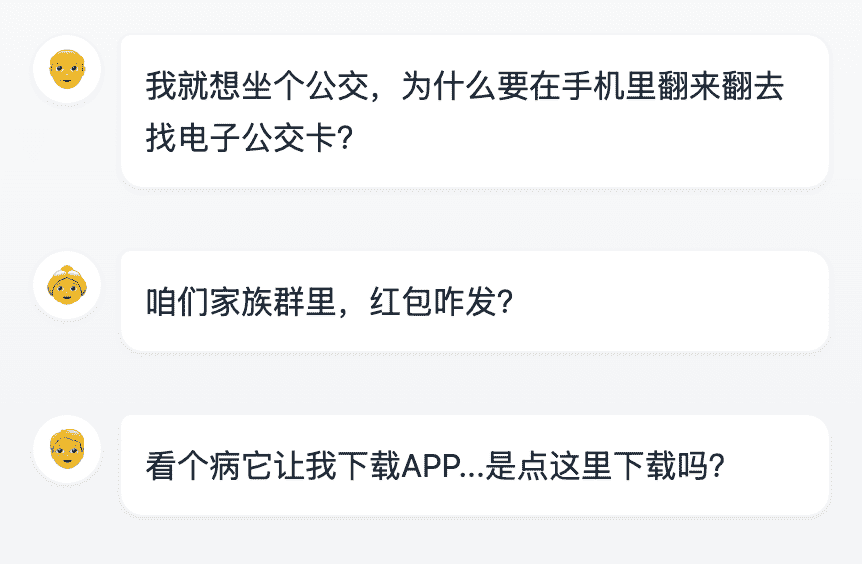 我就想坐个公交，为什么要在手机里翻来翻去
找电子公交卡？
咱们家族群里，红包咋发？
看个病它让我下载APP...是点这里下载吗？